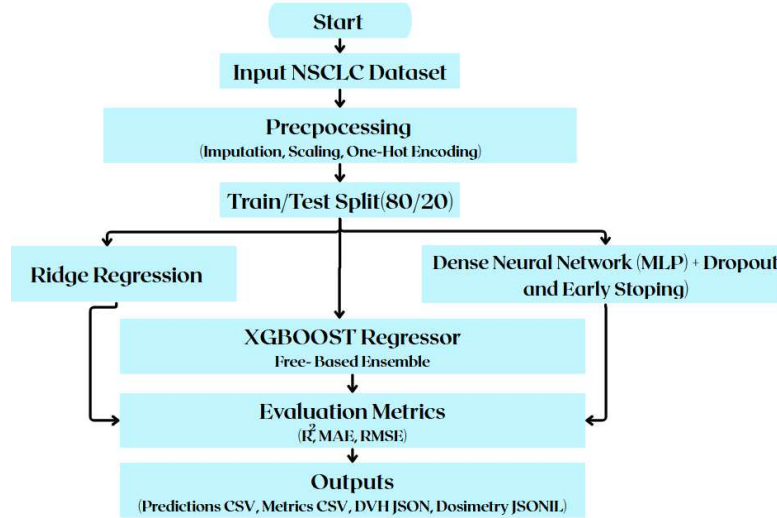 Start
Input NSCLC Dataset
Precpocessing
(Imputation, Scaling, One-Hot Encoding)
Train/Test Split(80/20)
Ridge Regression
Dense Neural Network (MLP) + Dropout
and Early Stoping)
XGBOOST Regressor
Free- Based Ensemble
Evaluation Metrics
(R², MAE, RMSE)
Outputs
(Predictions CSV, Metrics CSV, DVH JSON, Dosimetry JSONIL)